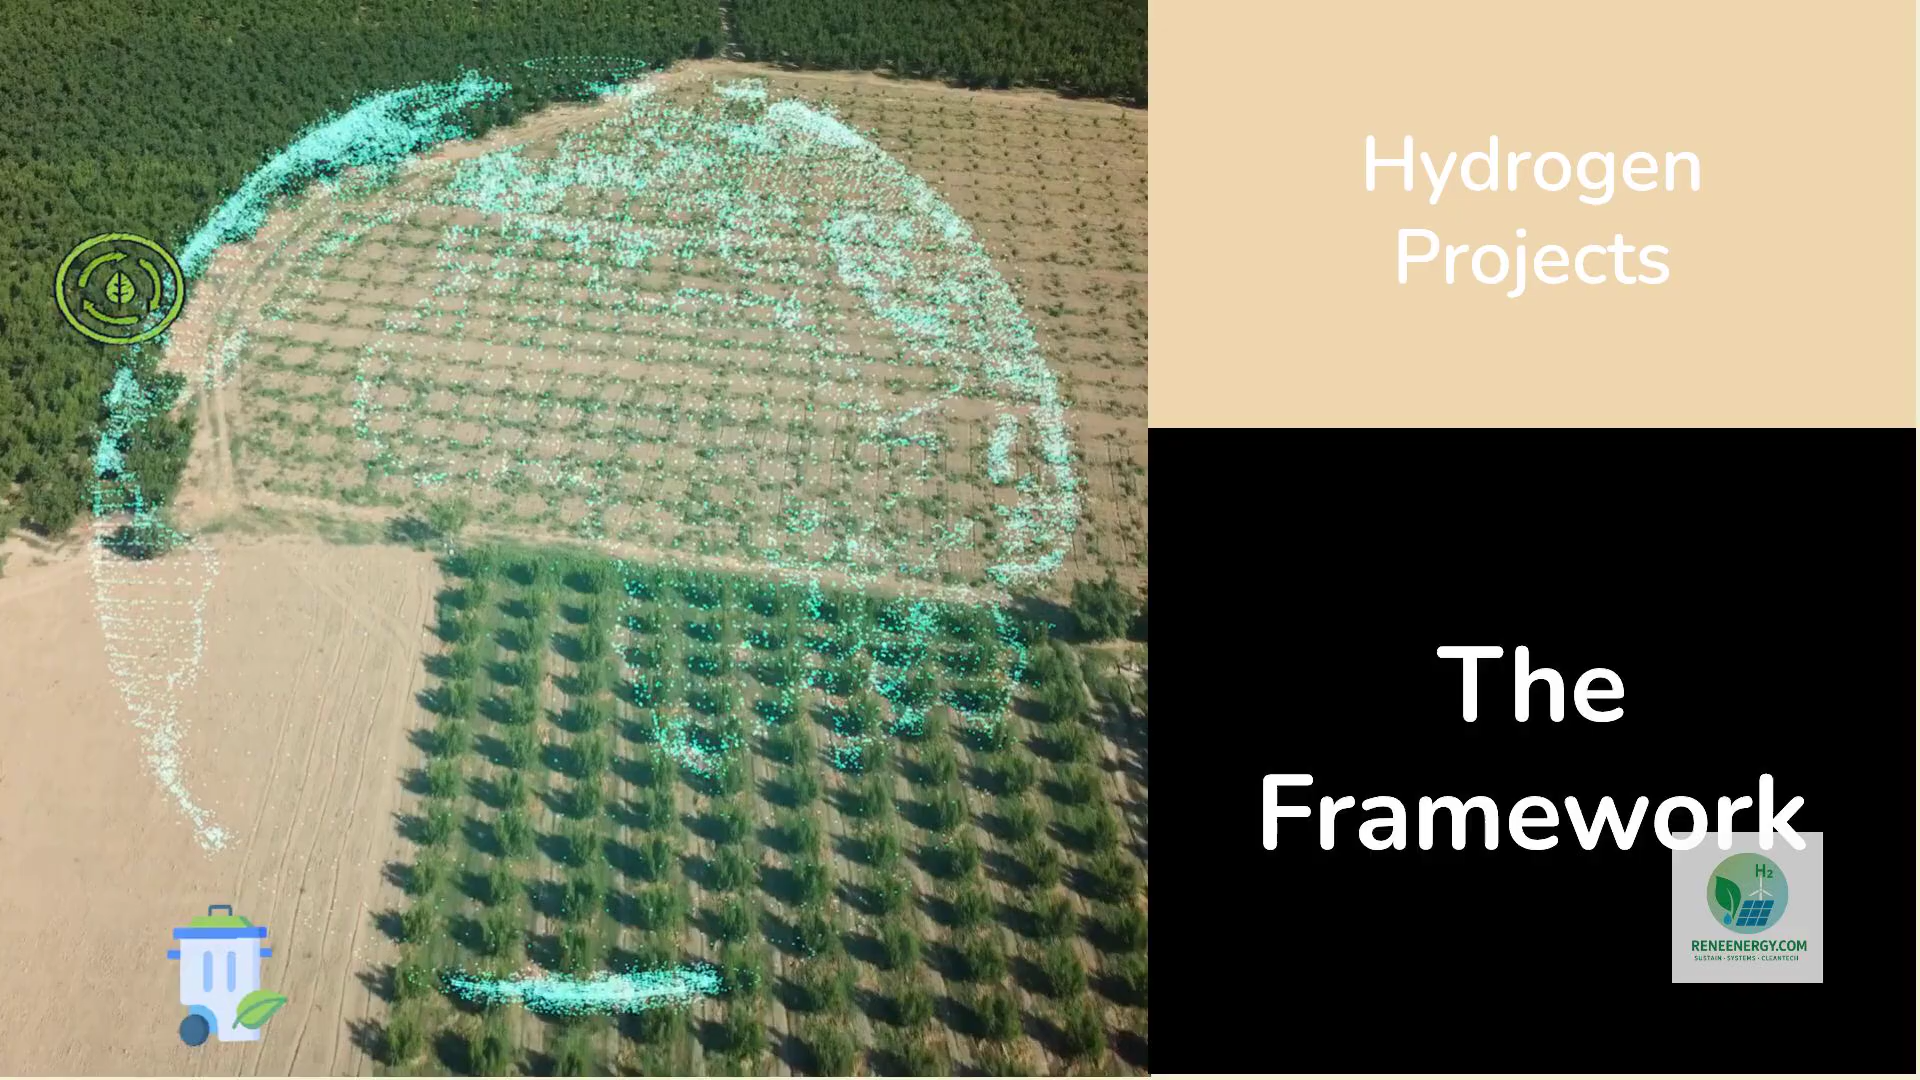 Hydrogen
Projects
The
Framework
H₂
RENEENERGY.COM
SUSTAIN · SYSTEMS · CLEANTECH